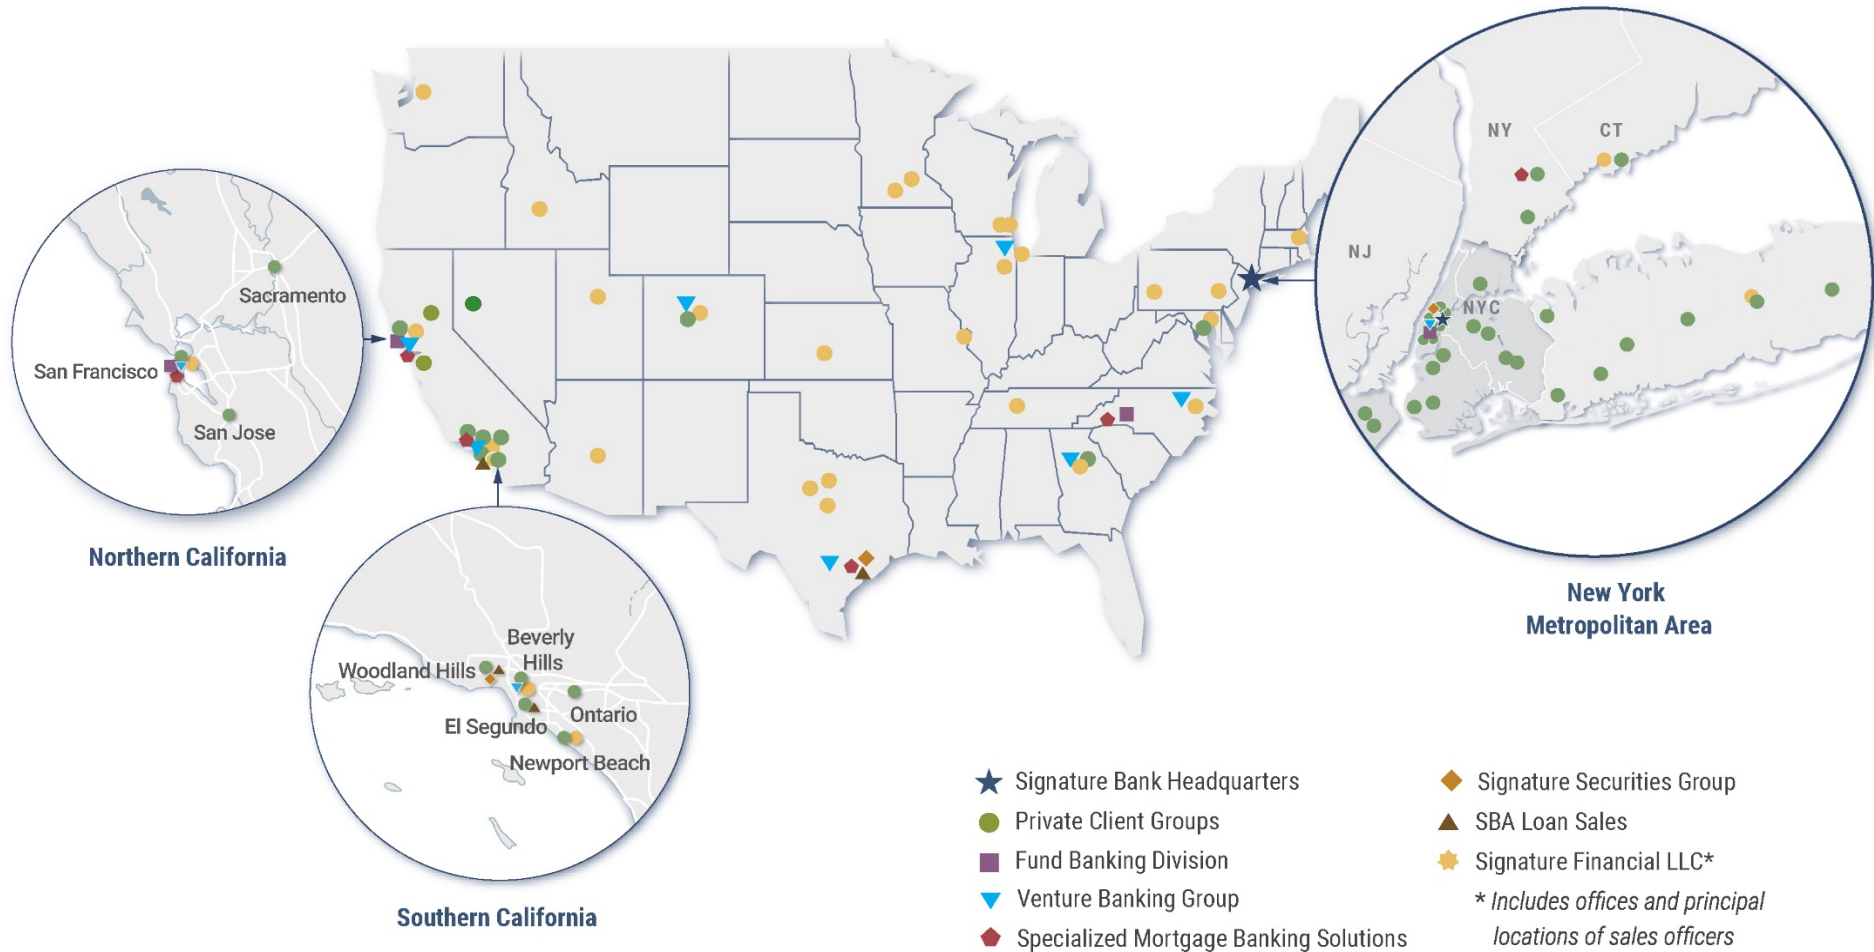 NY
CT
NJ
NYC
Sacramento
San Francisco
San Jose
Northern California
Beverly
Hills
Woodland Hills
El Segundo
Ontario
Newport Beach
Southern California
New York
Metropolitan Area
Signature Bank Headquarters
Private Client Groups
Fund Banking Division
Venture Banking Group
Specialized Mortgage Banking Solutions
Signature Securities Group
SBA Loan Sales
Signature Financial LLC*
* Includes offices and principal
locations of sales officers